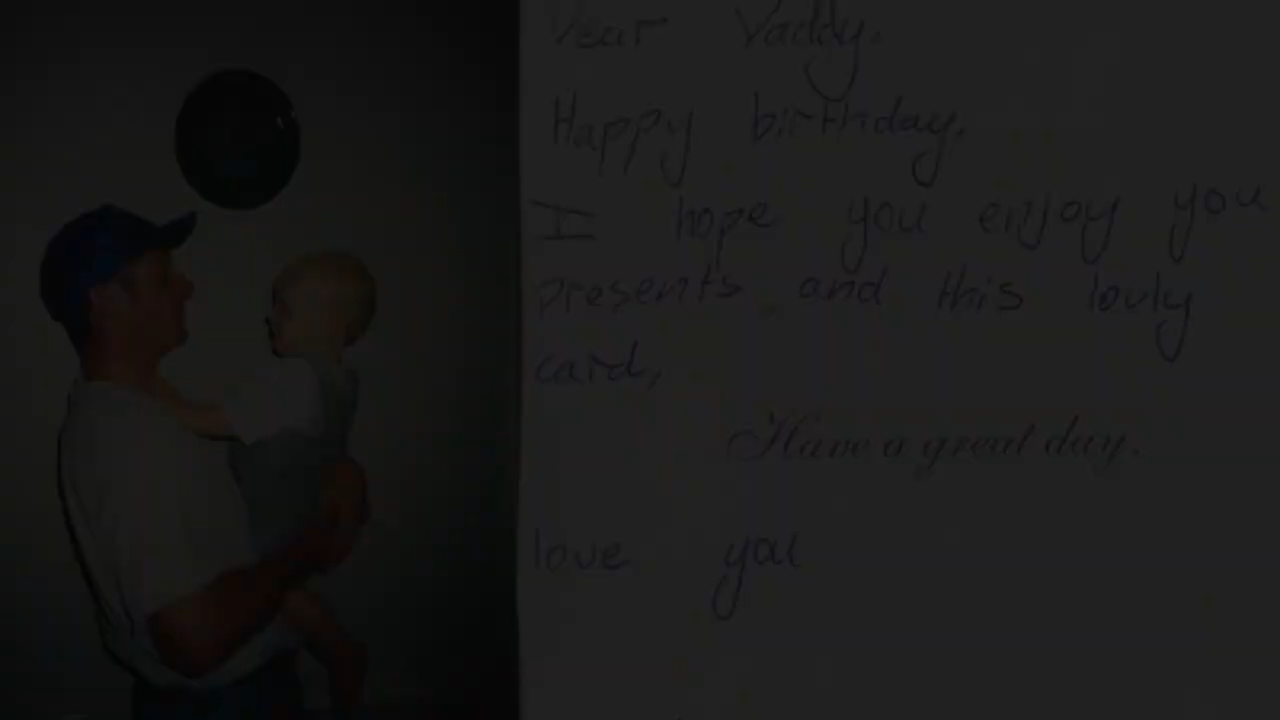 Dear Daddy.
Happy birthday.
I hope you enjoy you
presents and this lovly
card,
Have a great day.
love you